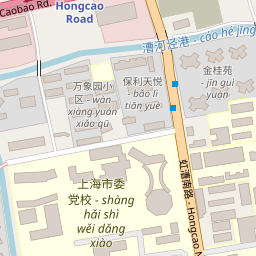 Caobao Rd.
Hongcao
Road
漕河泾港 - cáo hé jīng
万象园小
区 - wàn
xiàng yuán
xiǎo qū
保利天悦
- bǎo lì
tiān yuè
金桂苑
- jīn guì
yuàn
虹漕南路 - Hongcao N
上海市委
党校 - shàng
hǎi shì
wěi dǎng
xiào